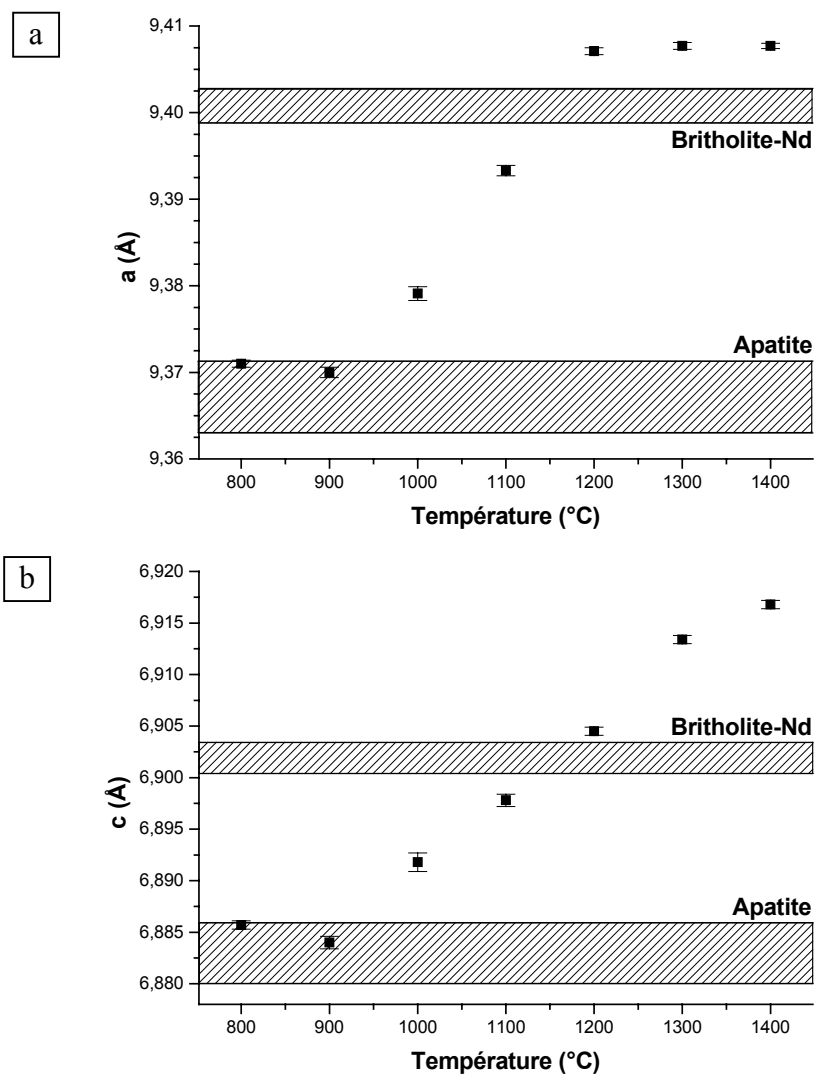 a
9,41
9,40
Britholite-Nd
9,39
a (Å)
9,38
Apatite
9,37
9,36
800 900 1000 1100 1200 1300 1400
Température (°C)
b
6,920
6,915
6,910
6,905
Britholite-Nd
6,900
c (Å)
6,895
6,890
Apatite
6,885
6,880
800 900 1000 1100 1200 1300 1400
Température (°C)